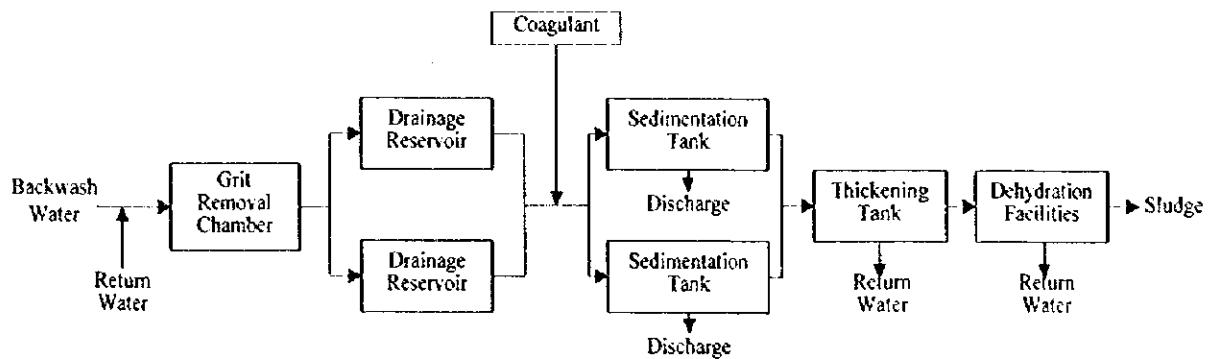 Coagulant
Drainage
Reservoir
Sedimentation
Tank
Backwash
Water
Grit
Removal
Chamber
Discharge
Thickening
Tank
Dehydration
Facilities
Sludge
Return
Water
Drainage
Reservoir
Sedimentation
Tank
Return
Water
Return
Water
Discharge